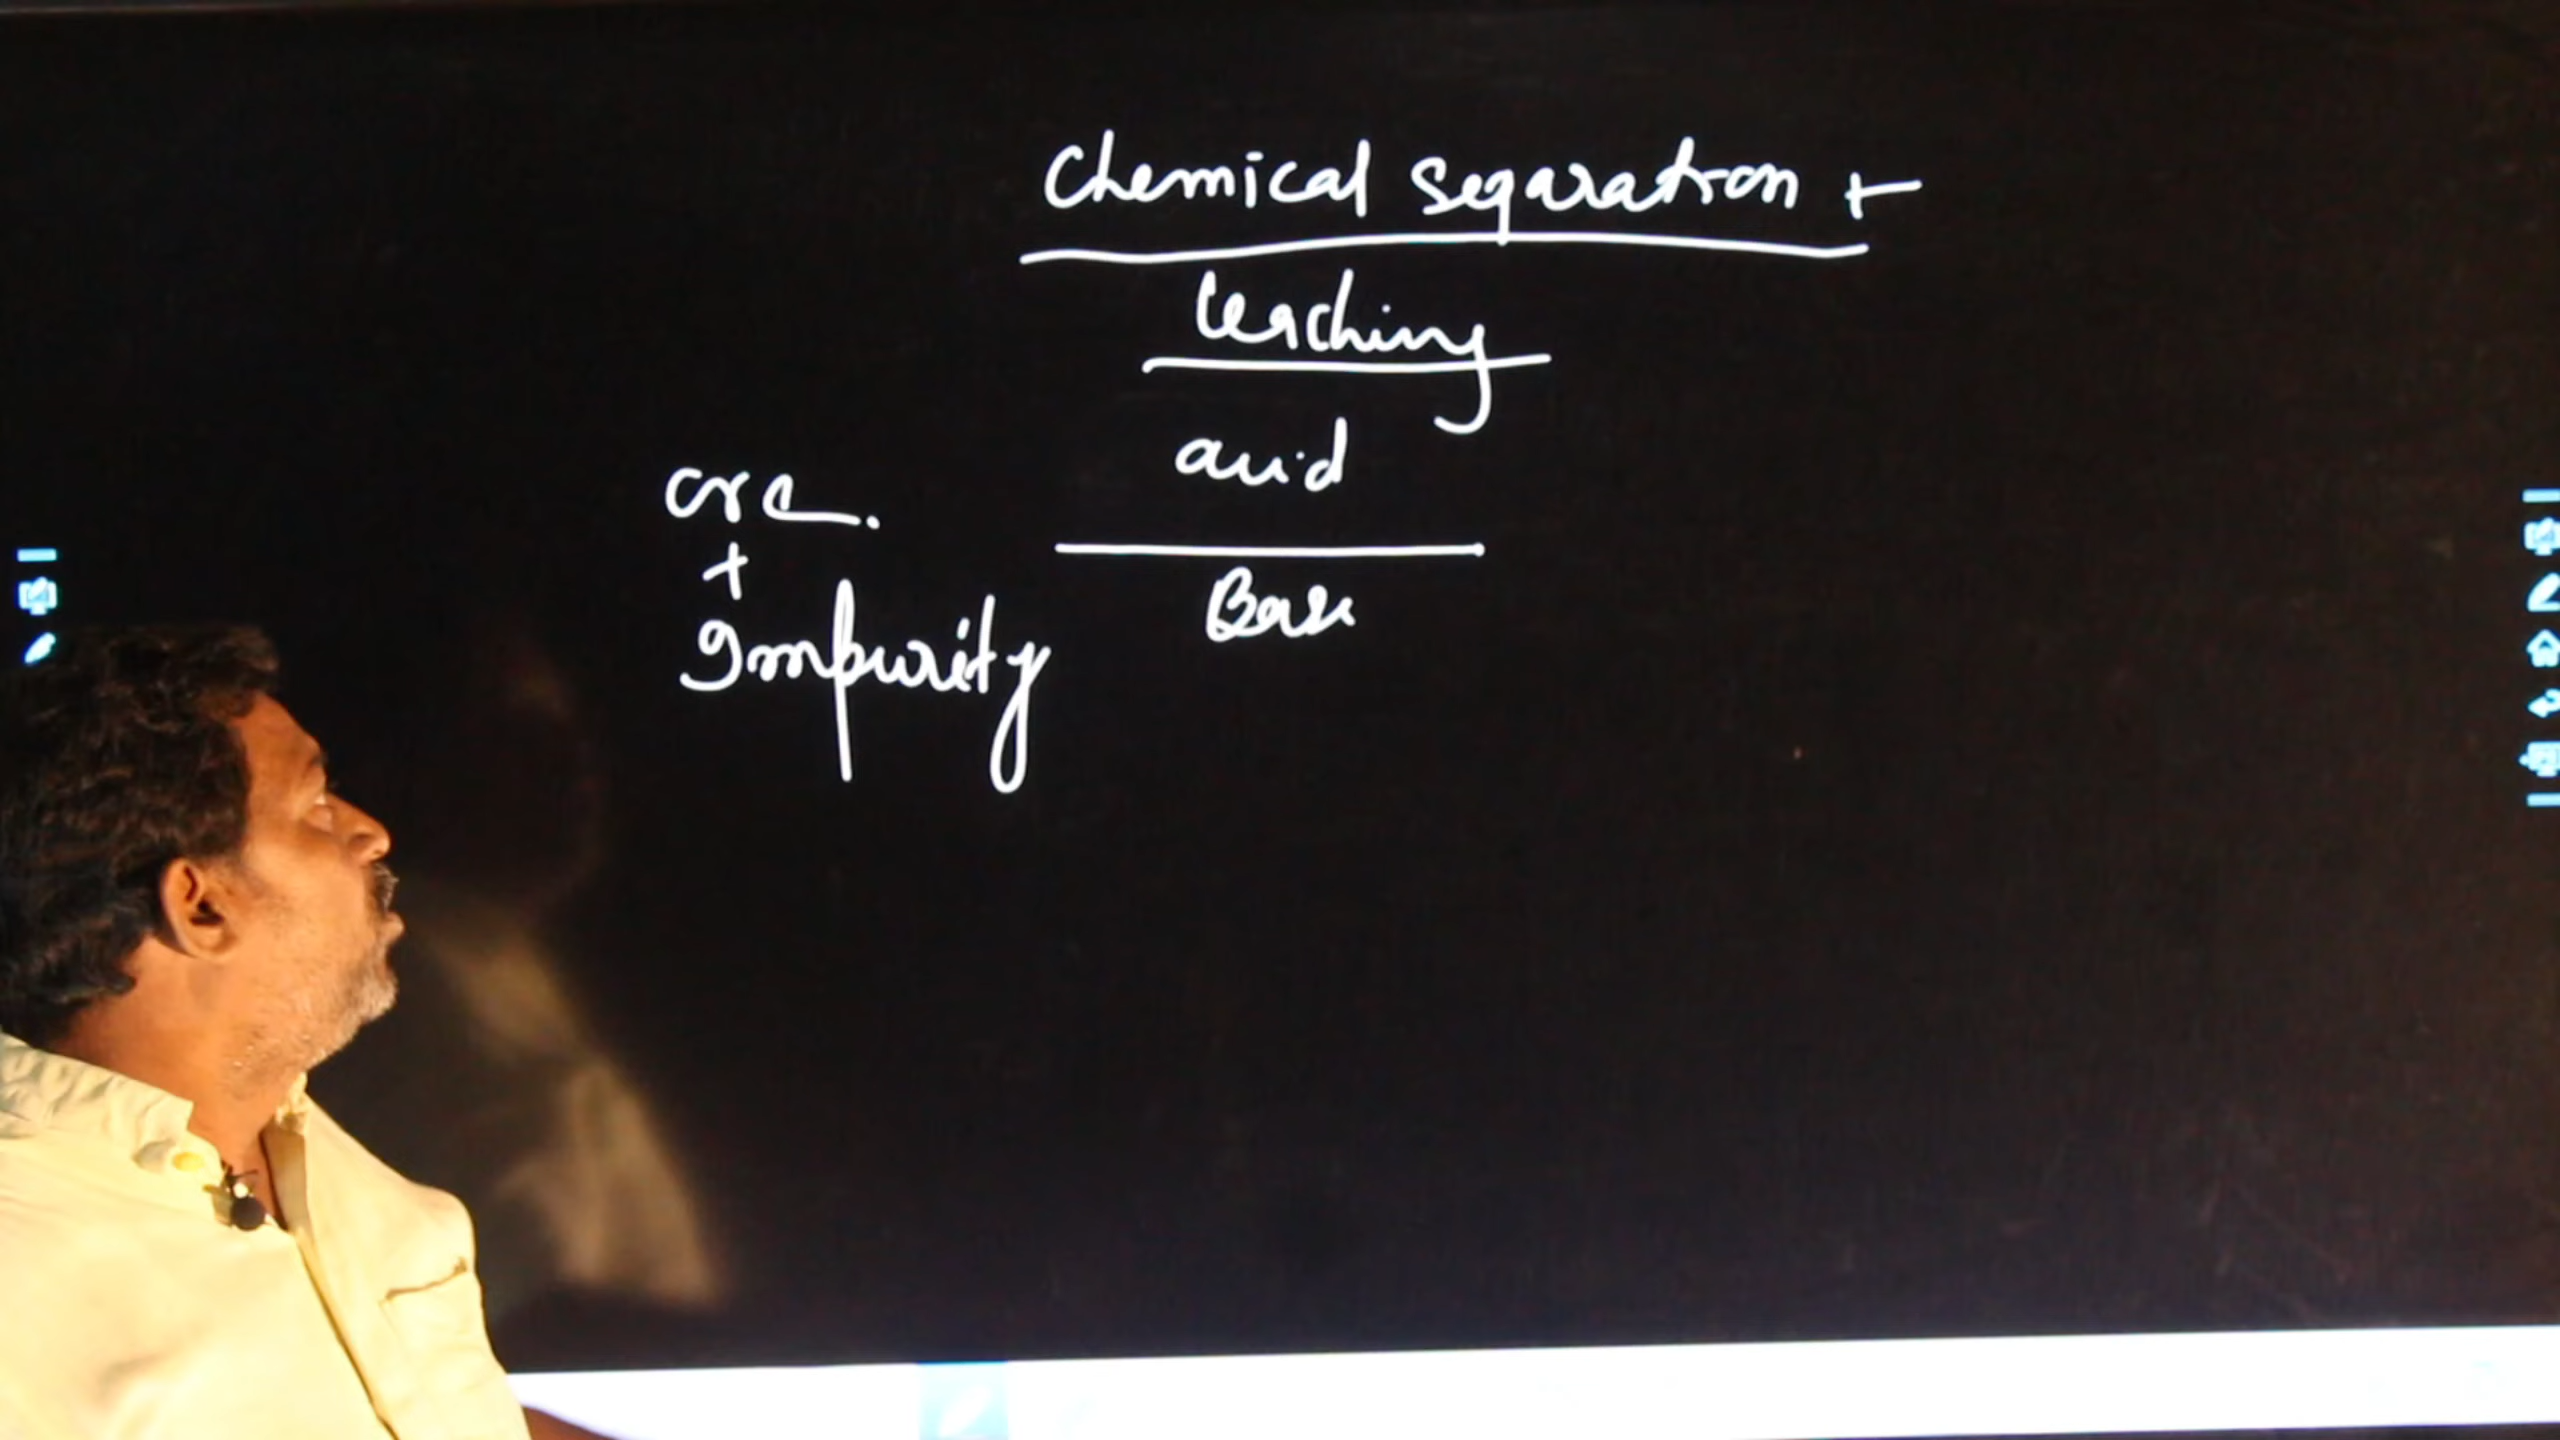 Chemical separation +
leaching
acid
ore.
+
Impurity
Base